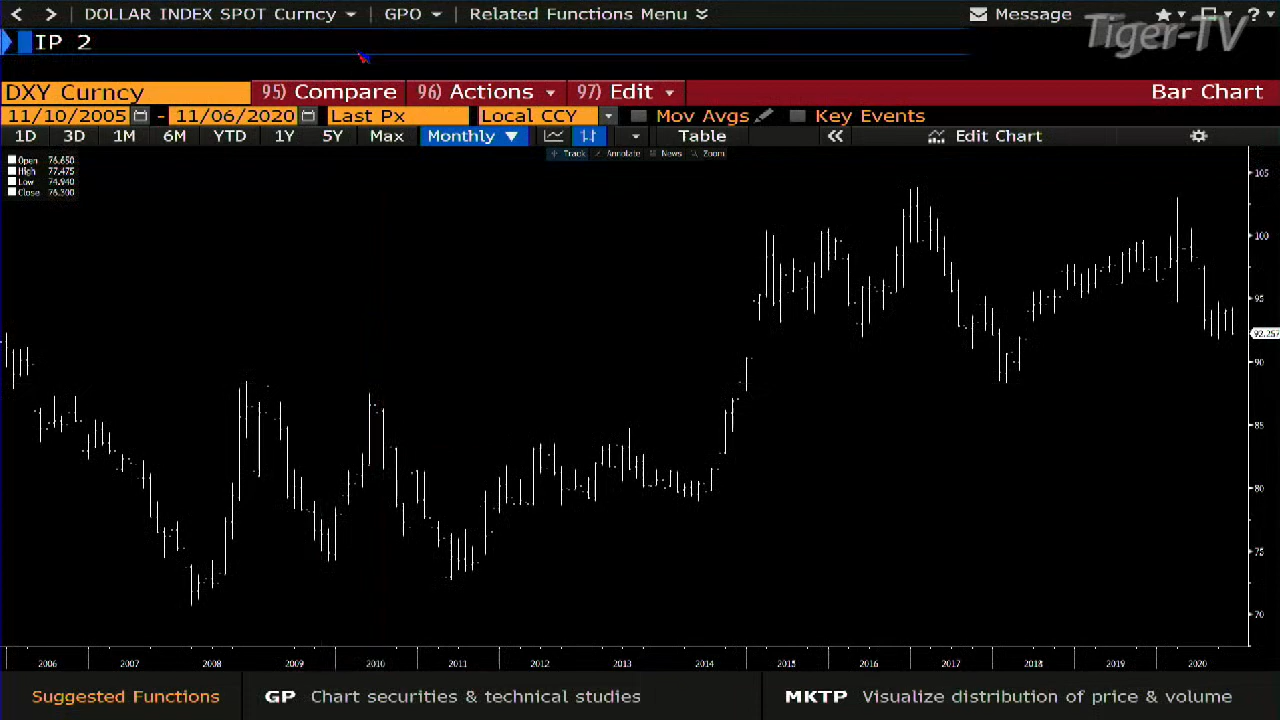 DOLLAR INDEX SPOT Curncy GPO Related Functions Menu Message ?
IP 2
Tiger-TV
DXY Curncy 95) Compare 96) Actions 97) Edit Bar Chart
11/10/2005 - 11/06/2020 Last Px Local CCY Mov Avgs Key Events
1D 3D 1M 6M YTD 1Y 5Y Max Monthly Table Edit Chart
Track Annotate News Zoom
Open 76.650
High 77.475
Low 74.940
Close 76.300
105
100
95
92.257
90
85
80
75
70
2006 2007 2008 2009 2010 2011 2012 2013 2014 2015 2016 2017 2018 2019 2020
Suggested Functions GP Chart securities & technical studies MKTP Visualize distribution of price & volume